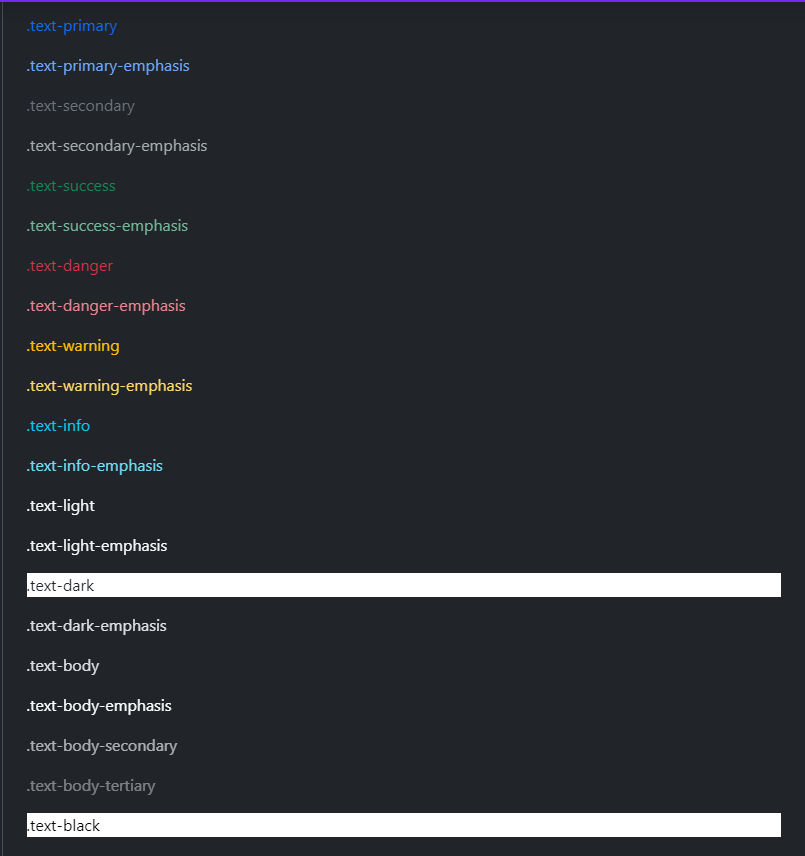 .text-primary
.text-primary-emphasis
.text-secondary
.text-secondary-emphasis
.text-success
.text-success-emphasis
.text-danger
.text-danger-emphasis
.text-warning
.text-warning-emphasis
.text-info
.text-info-emphasis
.text-light
.text-light-emphasis
.text-dark
.text-dark-emphasis
.text-body
.text-body-emphasis
.text-body-secondary
.text-body-tertiary
.text-black